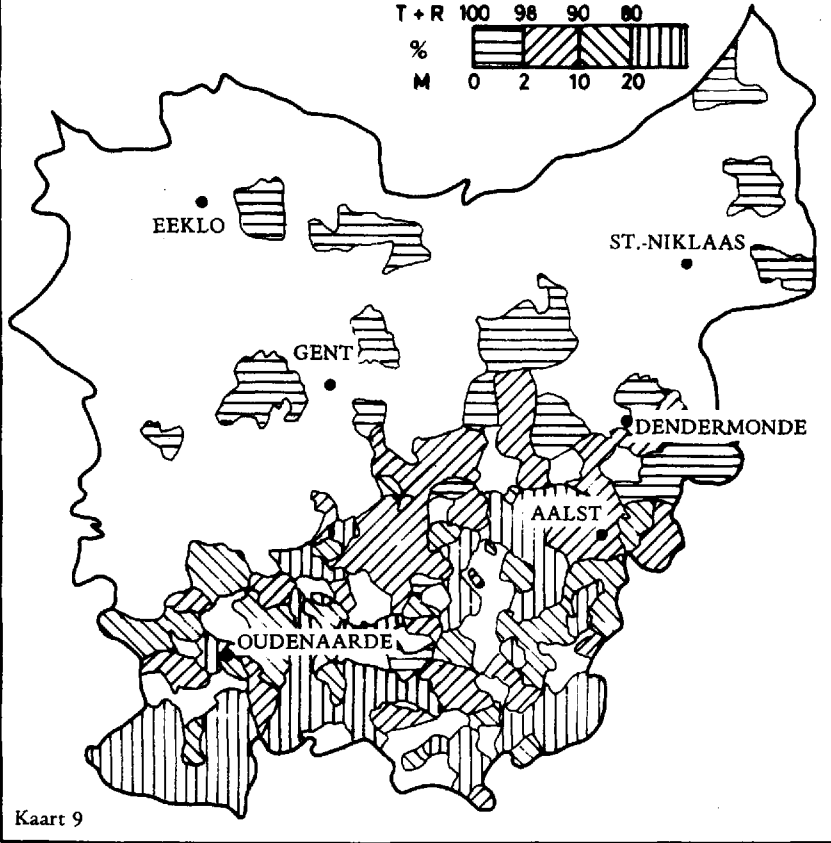 T + R 100 98 90 80
%
M 0 2 10 20
EEKLO
ST.-NIKLAAS
GENT
DENDERMONDE
AALST
OUDENAARDE
Kaart 9